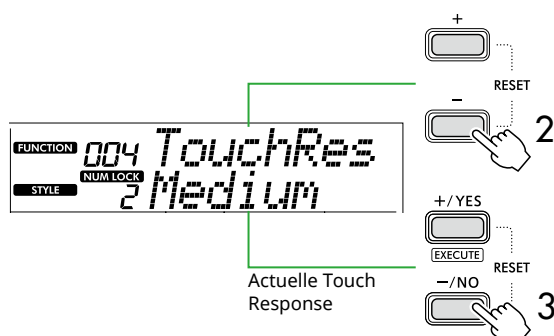 +
RESET
−
2
FUNCTION 004 TouchRes
NUM LOCK
STYLE 2 Medium
+/YES
EXECUTE
RESET
−/NO
3
Actuelle Touch
Response